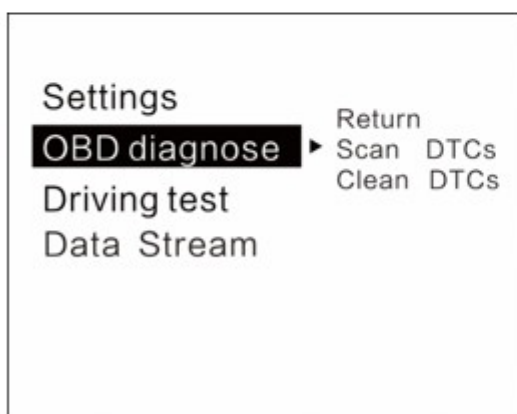 Settings
OBD diagnose
Driving test
Data Stream
Return
Scan DTCs
Clean DTCs